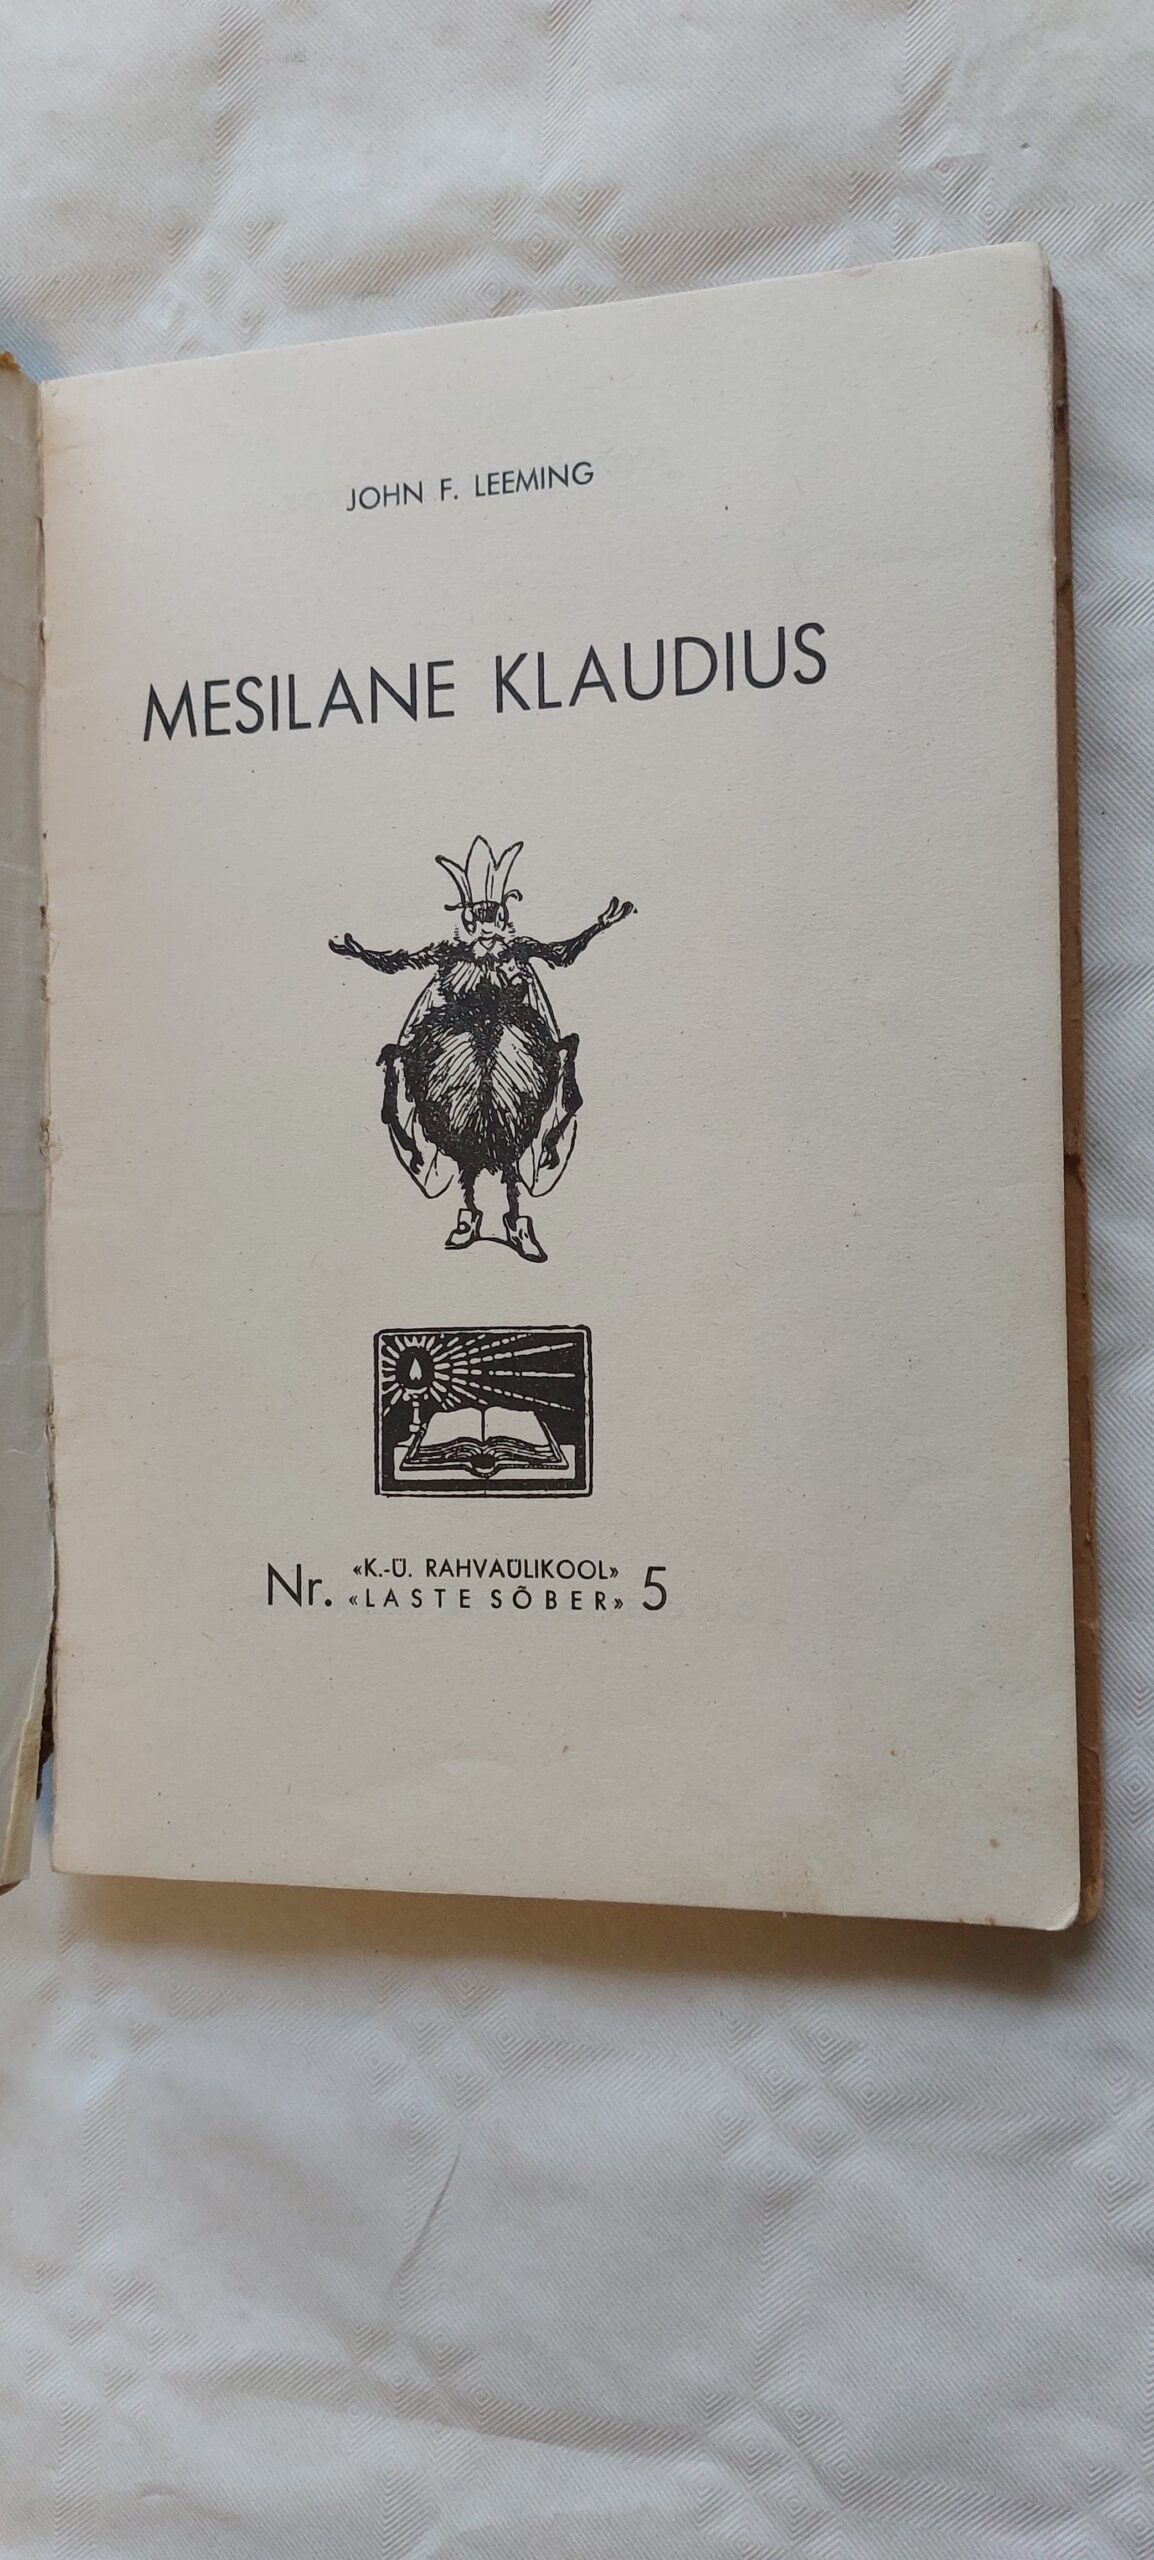 JOHN F. LEEMING
MESILANE KLAUDIUS
Nr. «K.-Ü. RAHVAÜLIKOOL» 5
«LASTE SÕBER»